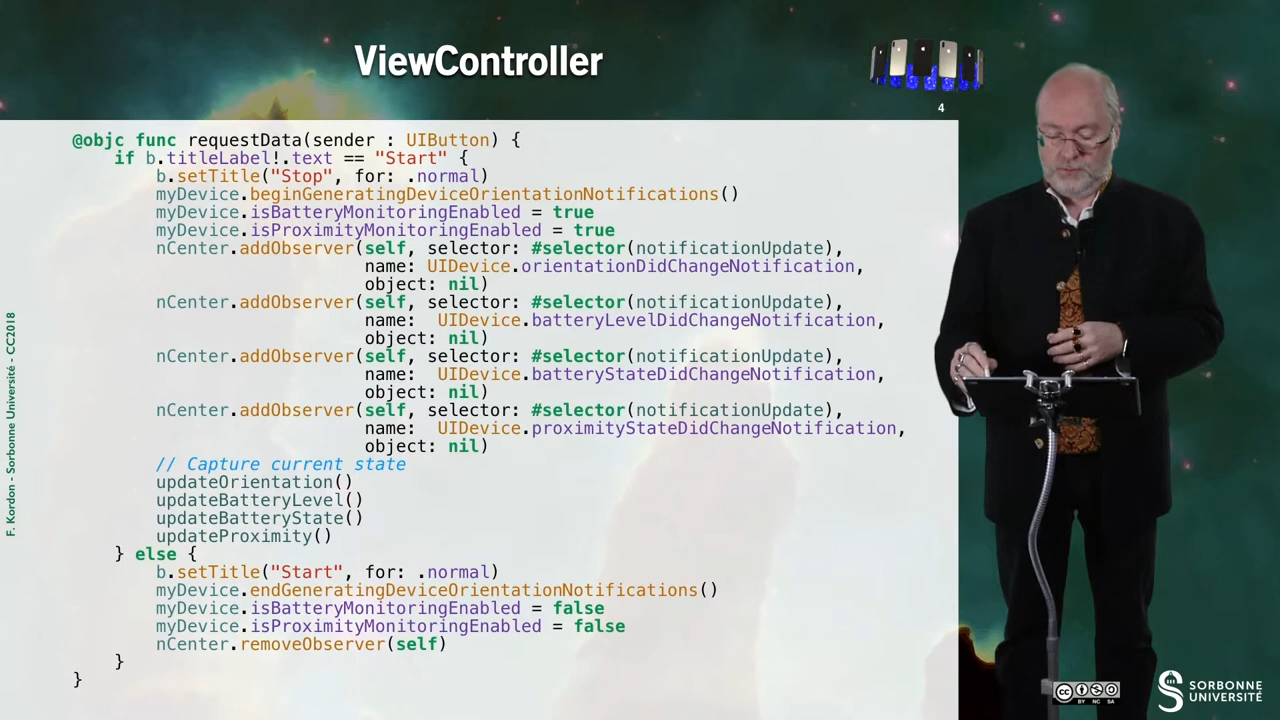 ViewController
4
@objc func requestData(sender : UIButton) {
    if b.titleLabel!.text == "Start" {
        b.setTitle("Stop", for: .normal)
        myDevice.beginGeneratingDeviceOrientationNotifications()
        myDevice.isBatteryMonitoringEnabled = true
        myDevice.isProximityMonitoringEnabled = true
        nCenter.addObserver(self, selector: #selector(notificationUpdate),
                            name: UIDevice.orientationDidChangeNotification,
                            object: nil)
        nCenter.addObserver(self, selector: #selector(notificationUpdate),
                            name:  UIDevice.batteryLevelDidChangeNotification,
                            object: nil)
        nCenter.addObserver(self, selector: #selector(notificationUpdate),
                            name:  UIDevice.batteryStateDidChangeNotification,
                            object: nil)
        nCenter.addObserver(self, selector: #selector(notificationUpdate),
                            name:  UIDevice.proximityStateDidChangeNotification,
                            object: nil)
        // Capture current state
        updateOrientation()
        updateBatteryLevel()
        updateBatteryState()
        updateProximity()
    } else {
        b.setTitle("Start", for: .normal)
        myDevice.endGeneratingDeviceOrientationNotifications()
        myDevice.isBatteryMonitoringEnabled = false
        myDevice.isProximityMonitoringEnabled = false
        nCenter.removeObserver(self)
    }
}
F. Kordon - Sorbonne Université - CC2018
cc
BY NC SA
SORBONNE
UNIVERSITÉ